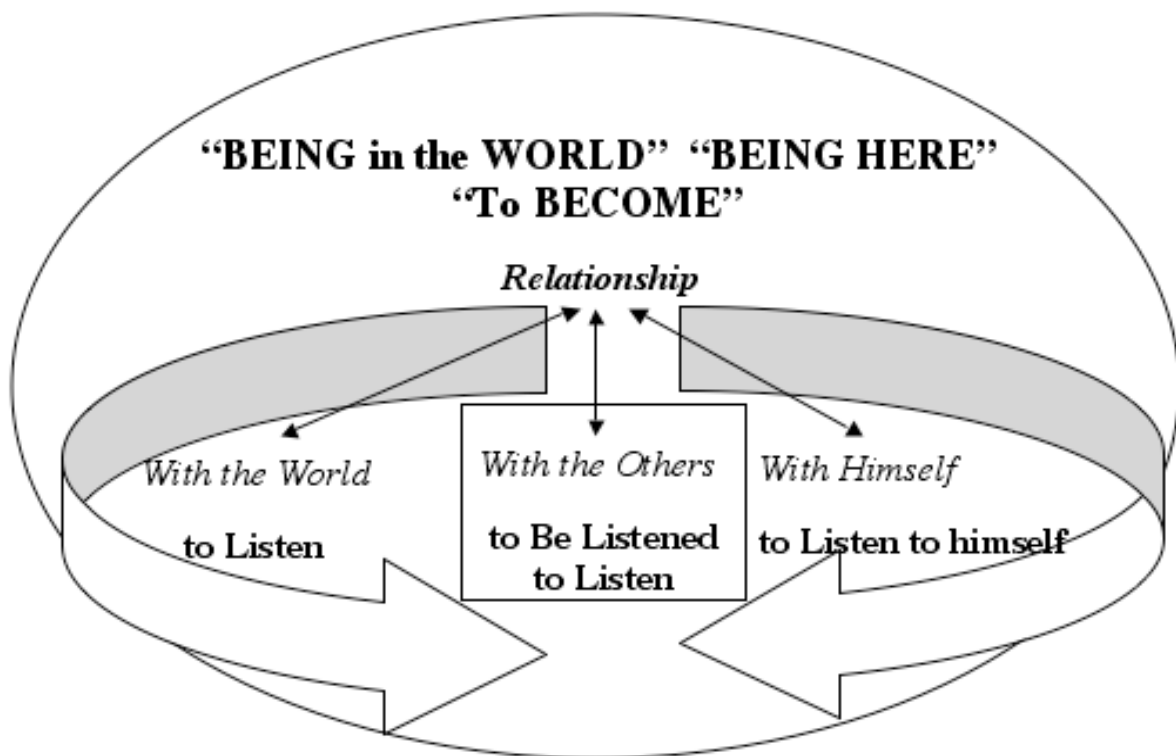 “BEING in the WORLD” “BEING HERE”
“To BECOME”
Relationship
With the World
With the Others
With Himself
to Listen
to Be Listened
to Listen
to Listen to himself